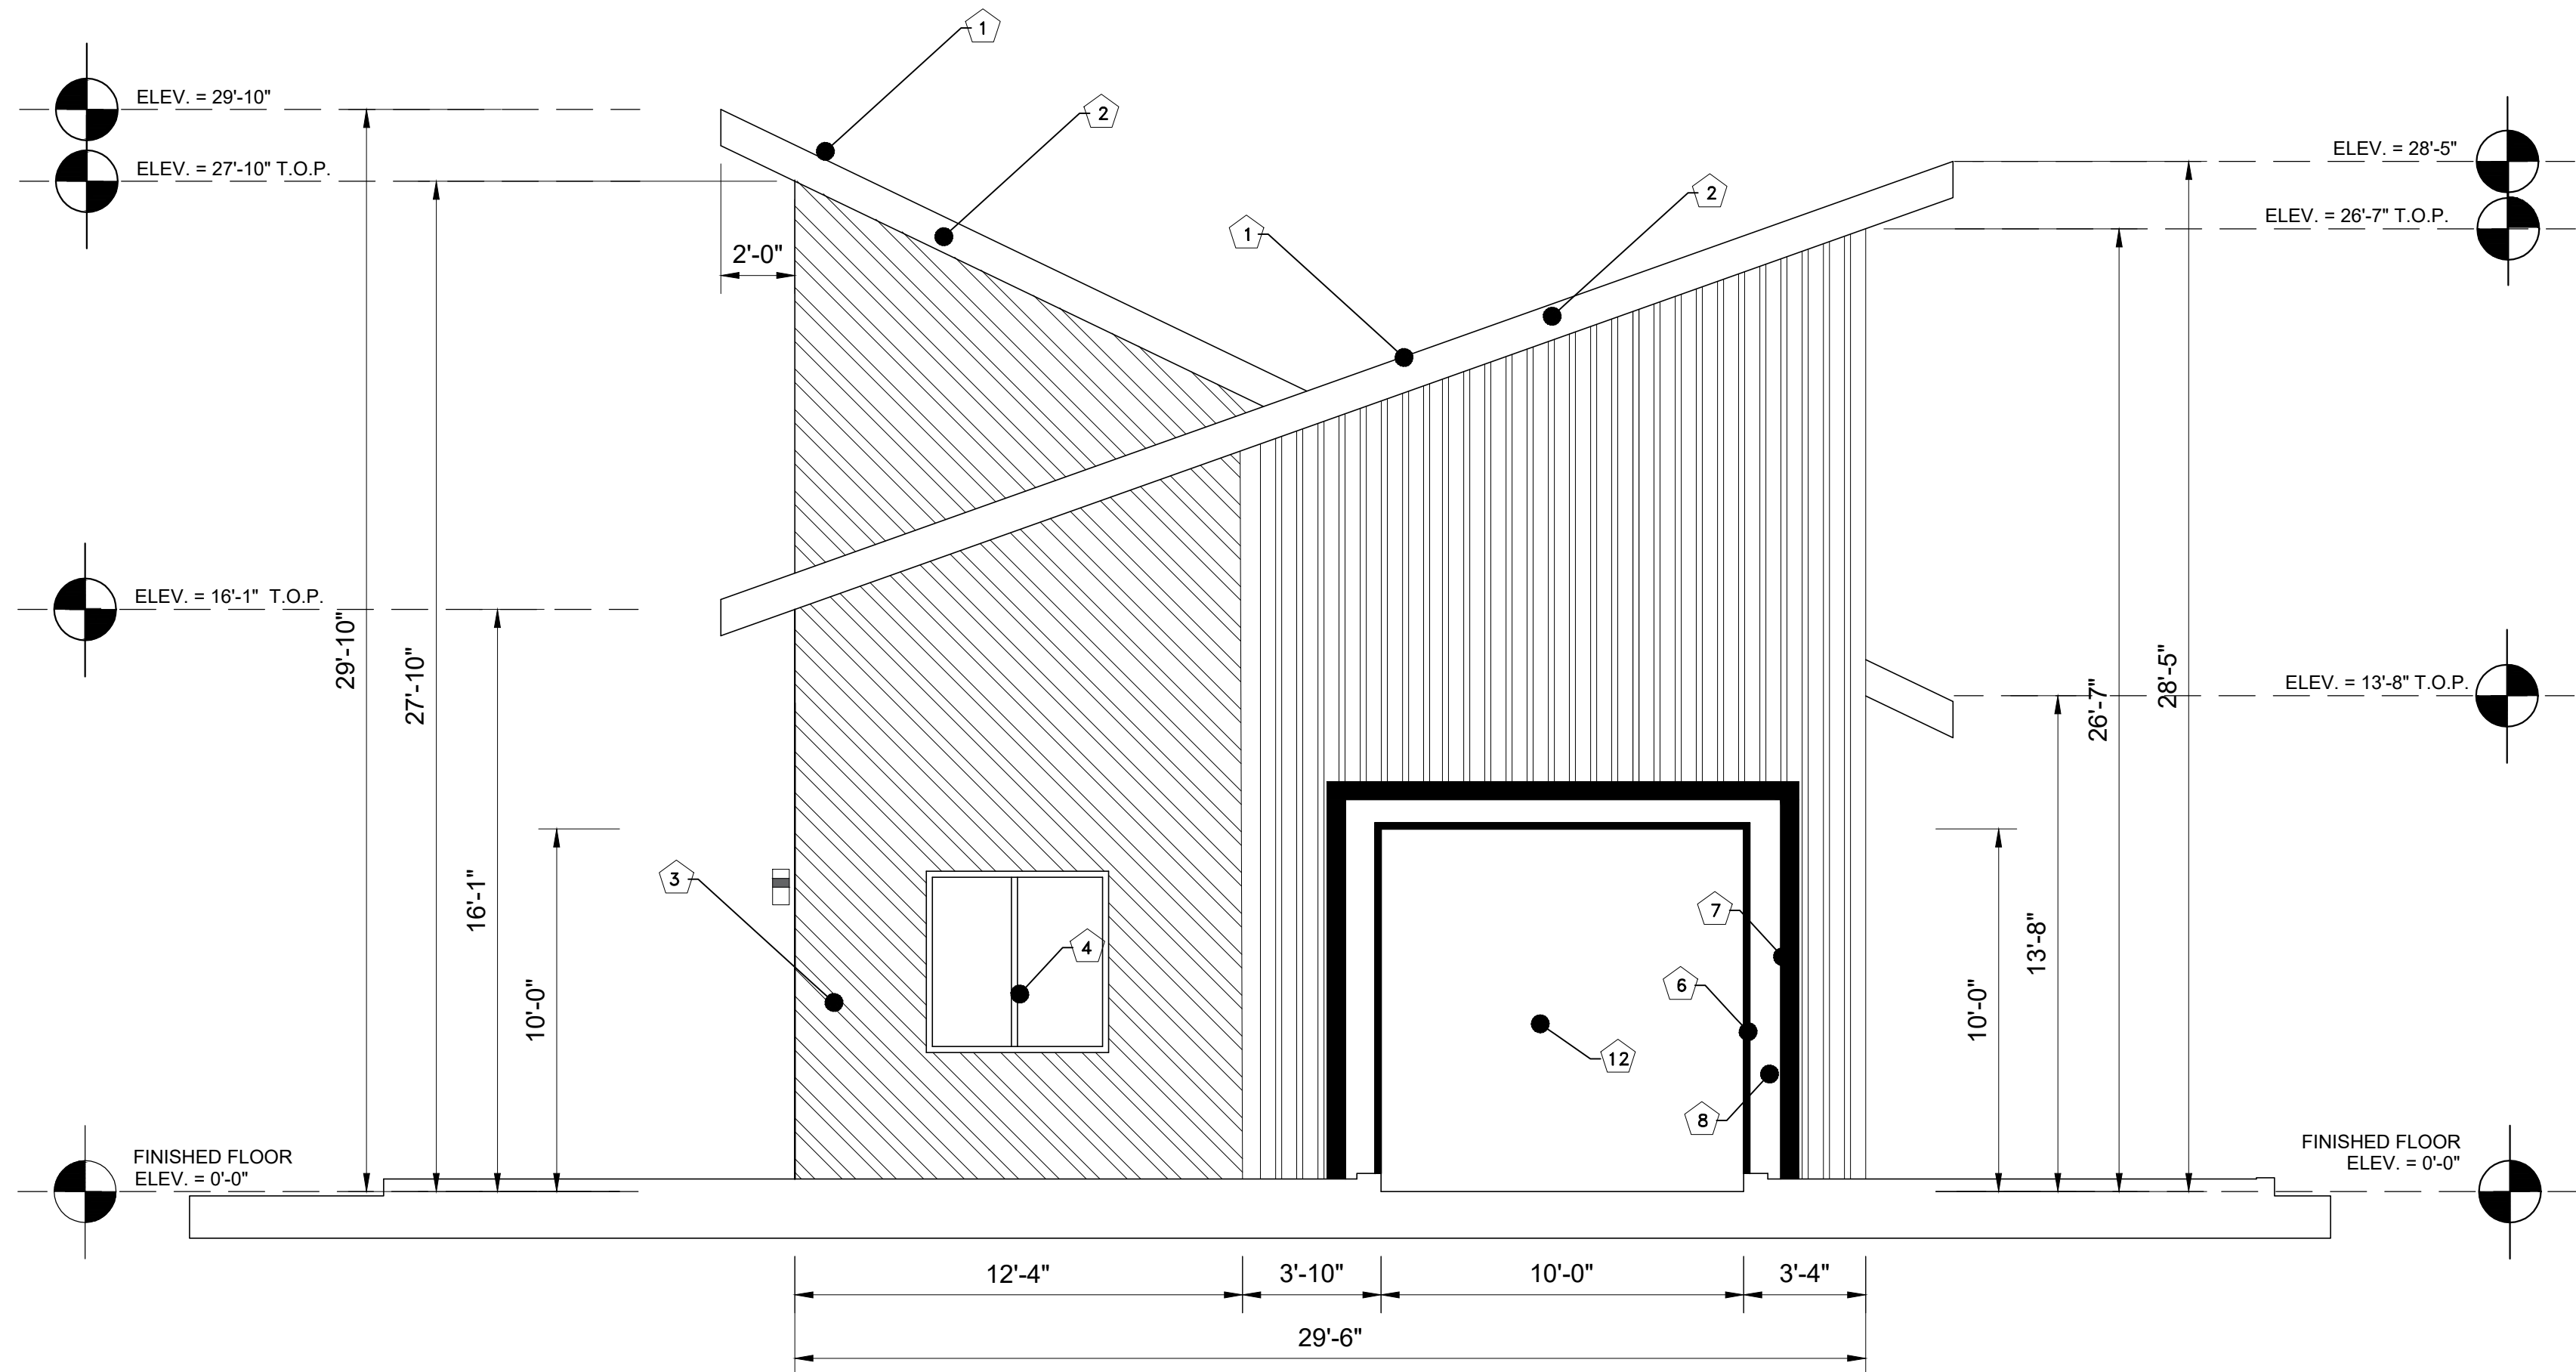 1
ELEV. = 29'-10"
2
ELEV. = 27'-10" T.O.P.
ELEV. = 28'-5"
2
ELEV. = 26'-7" T.O.P.
1
2'-0"
ELEV. = 16'-1" T.O.P.
29'-10"
27'-10"
ELEV. = 13'-8" T.O.P.
26'-7"
28'-5"
16'-1"
3
4
7
13'-8"
10'-0"
6
10'-0"
12
8
FINISHED FLOOR
ELEV. = 0'-0"
FINISHED FLOOR
ELEV. = 0'-0"
12'-4"
3'-10"
10'-0"
3'-4"
29'-6"